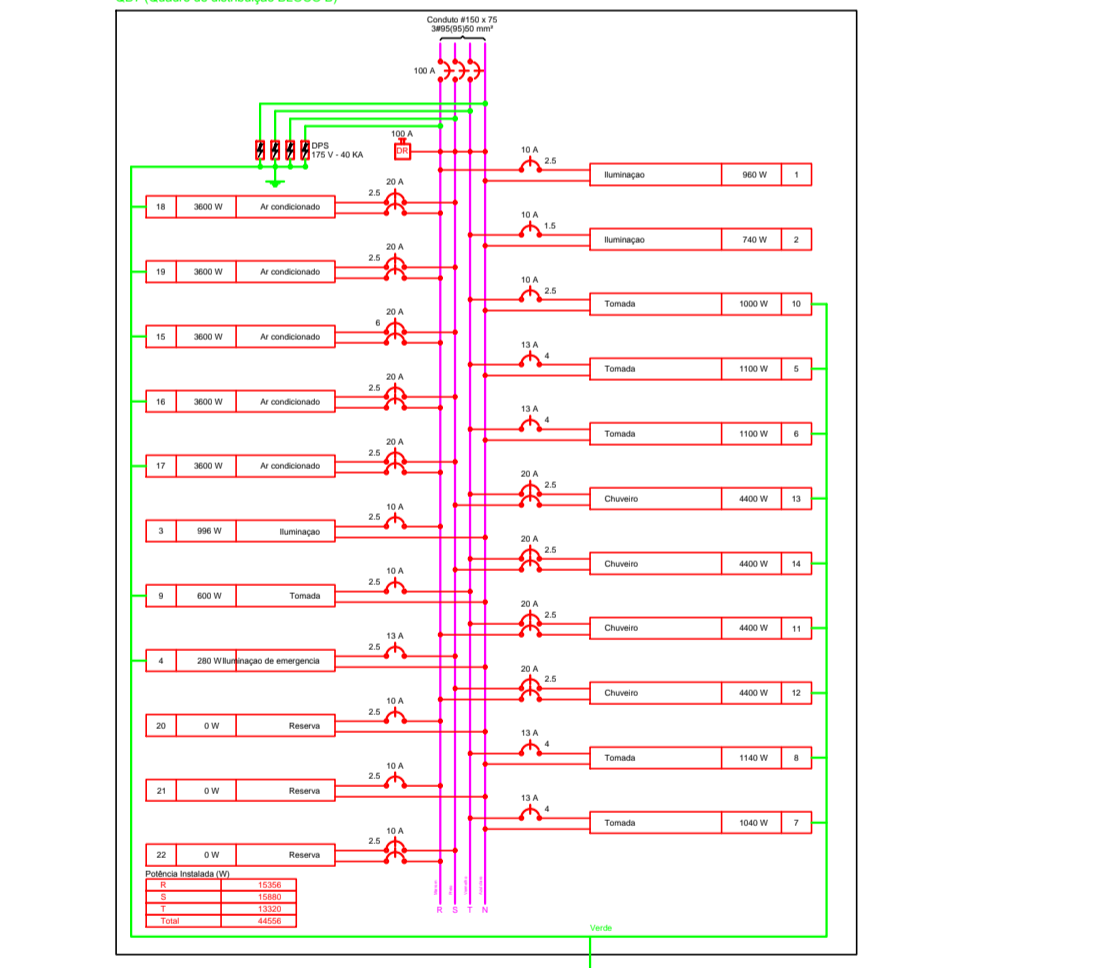 Conduto #150 x 75
3#95(95)50 mm²
100 A
DPS
175 V - 40 KA
100 A
DR
10 A
2.5
Iluminaçao 960 W 1
20 A
2.5
18 3600 W Ar condicionado
10 A
1.5
Iluminaçao 740 W 2
20 A
2.5
19 3600 W Ar condicionado
10 A
2.5
Tomada 1000 W 10
20 A
6
15 3600 W Ar condicionado
13 A
4
Tomada 1100 W 5
20 A
2.5
16 3600 W Ar condicionado
13 A
4
Tomada 1100 W 6
20 A
2.5
17 3600 W Ar condicionado
20 A
2.5
Chuveiro 4400 W 13
10 A
2.5
3 996 W Iluminaçao
20 A
2.5
Chuveiro 4400 W 14
10 A
2.5
9 600 W Tomada
20 A
2.5
Chuveiro 4400 W 11
13 A
2.5
4 280 W Iluminaçao de emergencia
20 A
2.5
Chuveiro 4400 W 12
10 A
2.5
20 0 W Reserva
13 A
4
Tomada 1140 W 8
10 A
2.5
21 0 W Reserva
13 A
4
Tomada 1040 W 7
10 A
2.5
22 0 W Reserva
Potência Instalada (W)
R 15356
S 15880
T 13320
Total 44556
R S T N
Verde